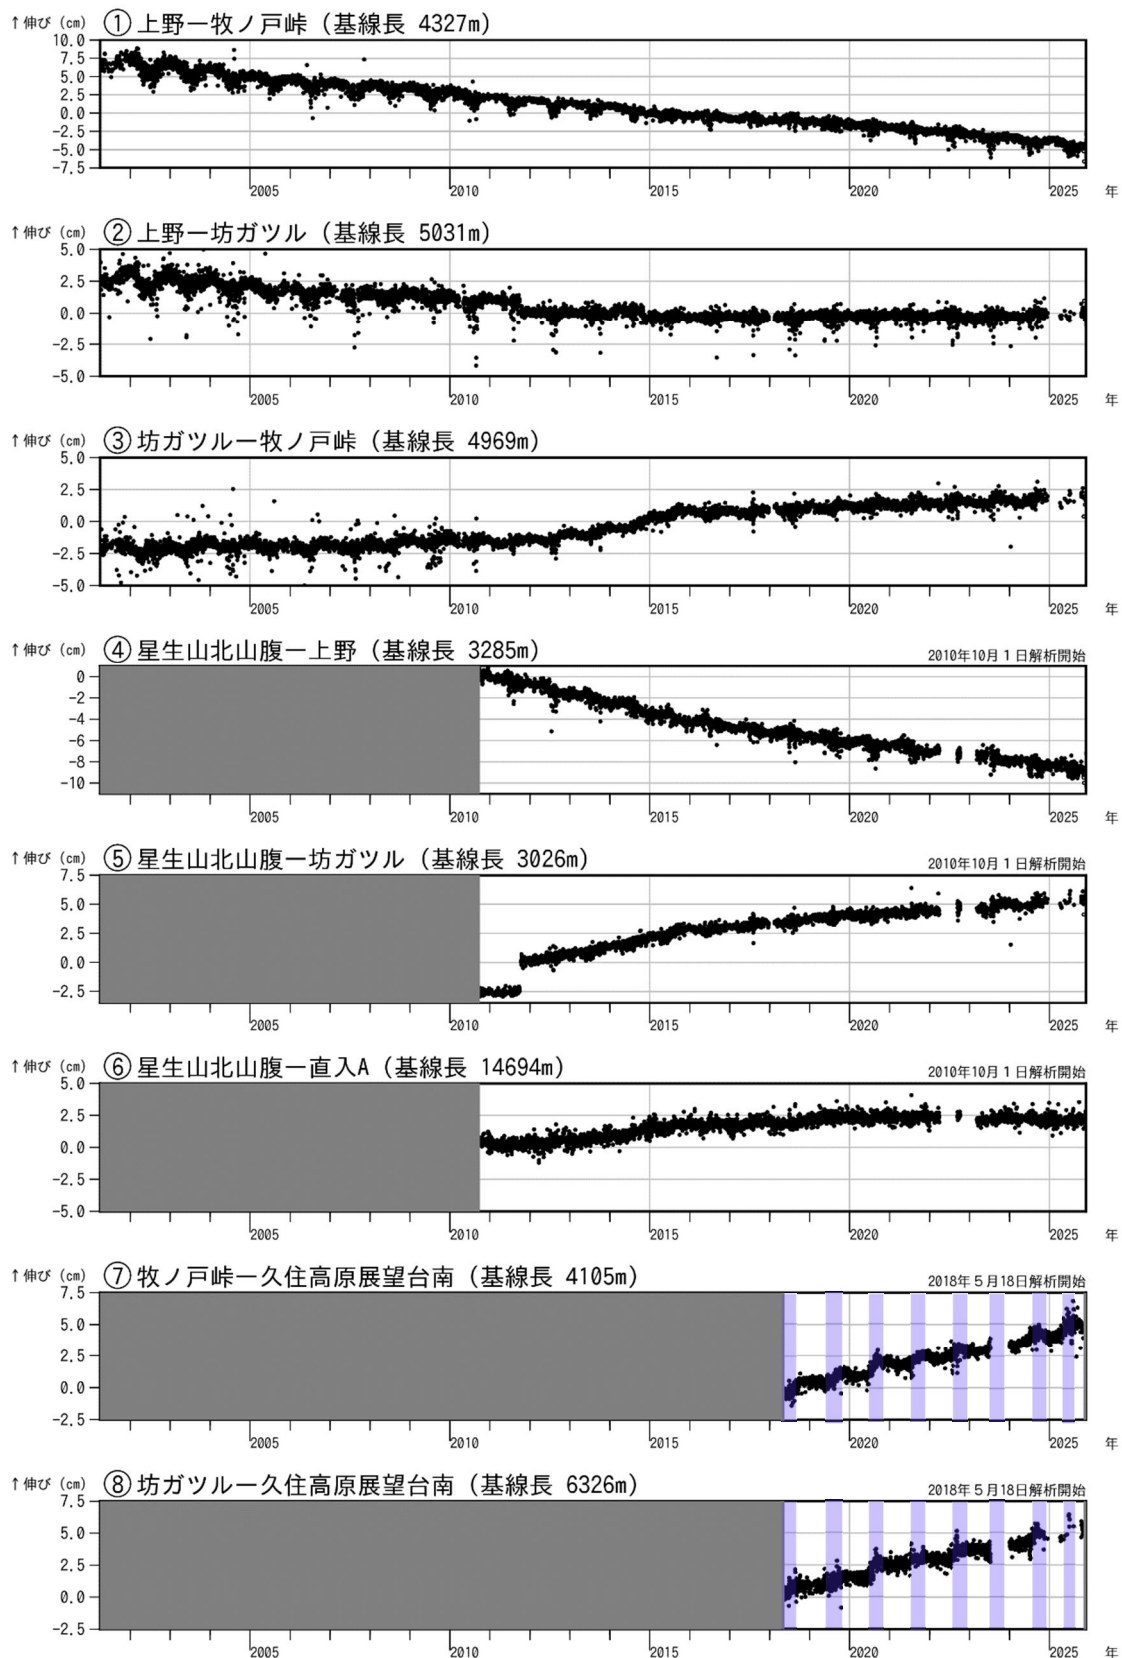 ↑伸び（㎝） ①上野ー牧ノ戸峠（基線長 4327m）
10.0
7.5
5.0
2.5
0.0
−2.5
−5.0
−7.5
2005 2010 2015 2020 2025 年
↑伸び（㎝） ②上野ー坊ガツル（基線長 5031m）
5.0
2.5
0.0
−2.5
−5.0
2005 2010 2015 2020 2025 年
↑伸び（㎝） ③坊ガツルー牧ノ戸峠（基線長 4969m）
5.0
2.5
0.0
−2.5
−5.0
2005 2010 2015 2020 2025 年
↑伸び（㎝） ④星生山北山腹ー上野（基線長 3285m） 2010年10月１日解析開始
0
−2
−4
−6
−8
−10
2005 2010 2015 2020 2025 年
↑伸び（㎝） ⑤星生山北山腹ー坊ガツル（基線長 3026m） 2010年10月１日解析開始
7.5
5.0
2.5
0.0
−2.5
2005 2010 2015 2020 2025 年
↑伸び（㎝） ⑥星生山北山腹ー直入A（基線長 14694m） 2010年10月１日解析開始
5.0
2.5
0.0
−2.5
−5.0
2005 2010 2015 2020 2025 年
↑伸び（㎝） ⑦牧ノ戸峠ー久住高原展望台南（基線長 4105m） 2018年５月18日解析開始
7.5
5.0
2.5
0.0
−2.5
2005 2010 2015 2020 2025 年
↑伸び（㎝） ⑧坊ガツルー久住高原展望台南（基線長 6326m） 2018年５月18日解析開始
7.5
5.0
2.5
0.0
−2.5
2005 2010 2015 2020 2025 年